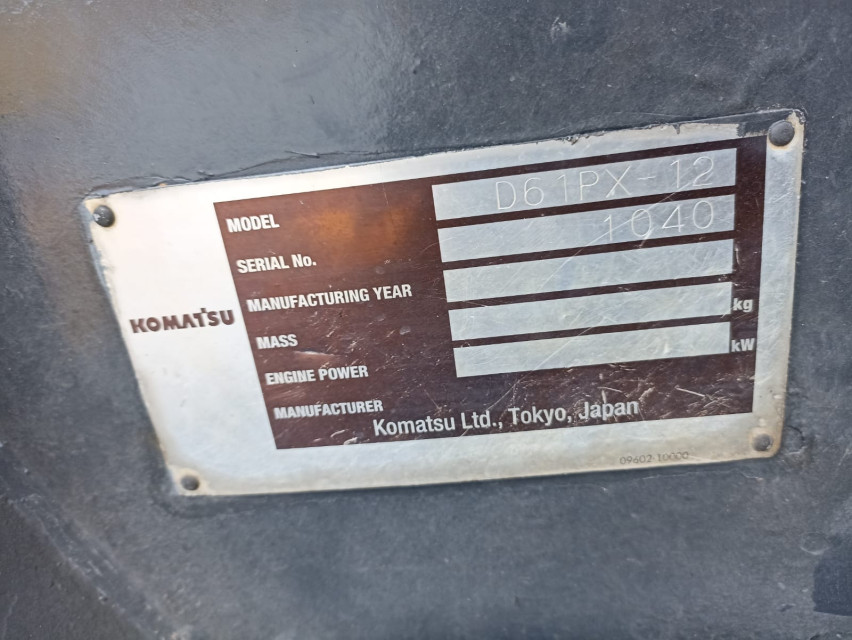 KOMATSU
MODEL D61PX-12
SERIAL No. 1040
MANUFACTURING YEAR
MASS kg
ENGINE POWER kW
MANUFACTURER Komatsu Ltd., Tokyo, Japan
09602-10000